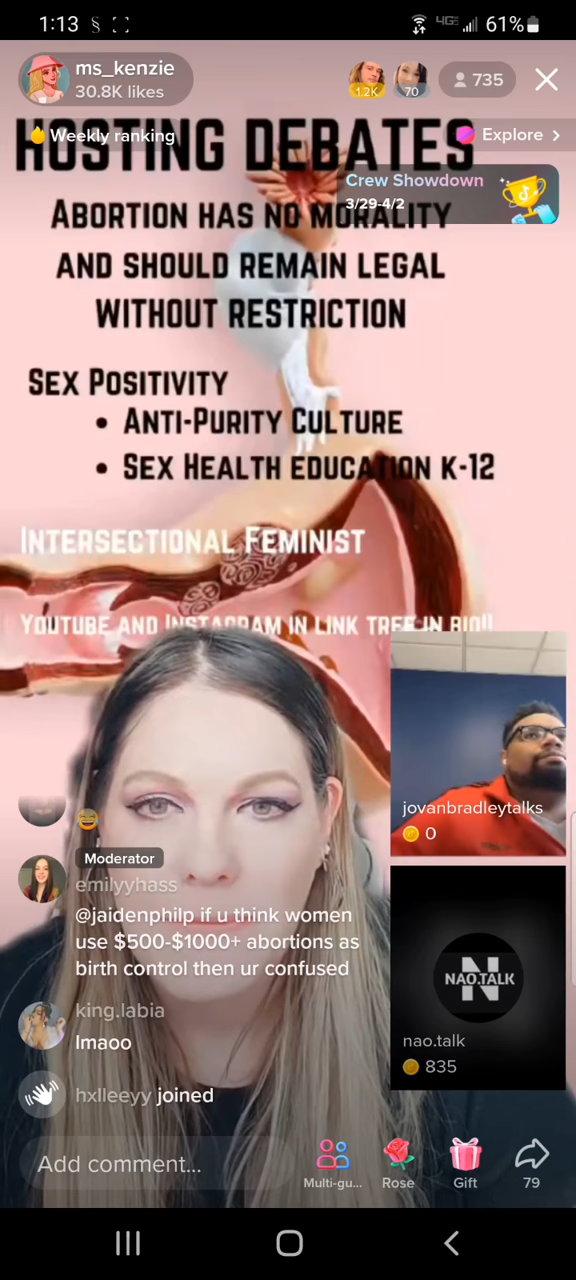 1:13
4GE
61%
ms_kenzie
30.8K likes
1.2K
70
735
Weekly ranking
HOSTING DEBATES
Explore >
Crew Showdown
3/29-4/2
ABORTION HAS NO MORALITY
AND SHOULD REMAIN LEGAL
WITHOUT RESTRICTION
SEX POSITIVITY
• ANTI-PURITY CULTURE
• SEX HEALTH EDUCATION K-12
INTERSECTIONAL FEMINIST
YOUTUBE AND INSTAGRAM IN LINK TREE IN BIO!!
jovanbradleytalks
0
😂
Moderator
emilyyhass
@jaidenphilp if u think women
use $500-$1000+ abortions as
birth control then ur confused
king.labia
lmaoo
NAO.TALK
nao.talk
835
hxlleeyy joined
Add comment...
Multi-gu...
Rose
Gift
79